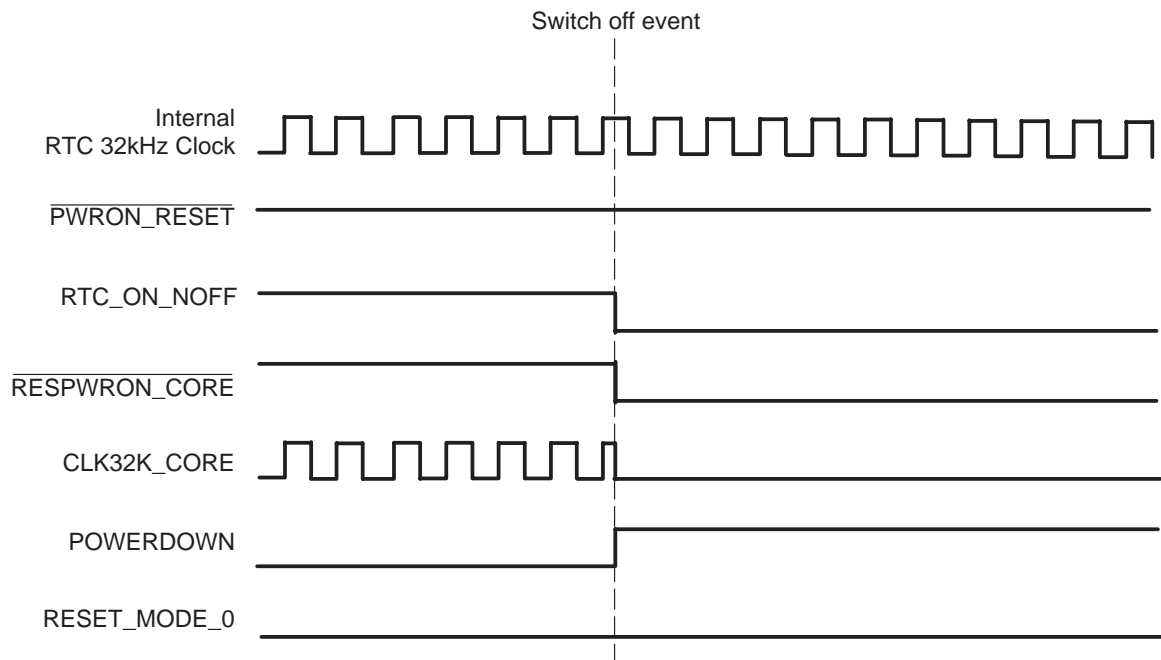 Switch off event
Internal
RTC 32kHz Clock
PWRON_RESET
RTC_ON_NOFF
RESPWRON_CORE
CLK32K_CORE
POWERDOWN
RESET_MODE_0